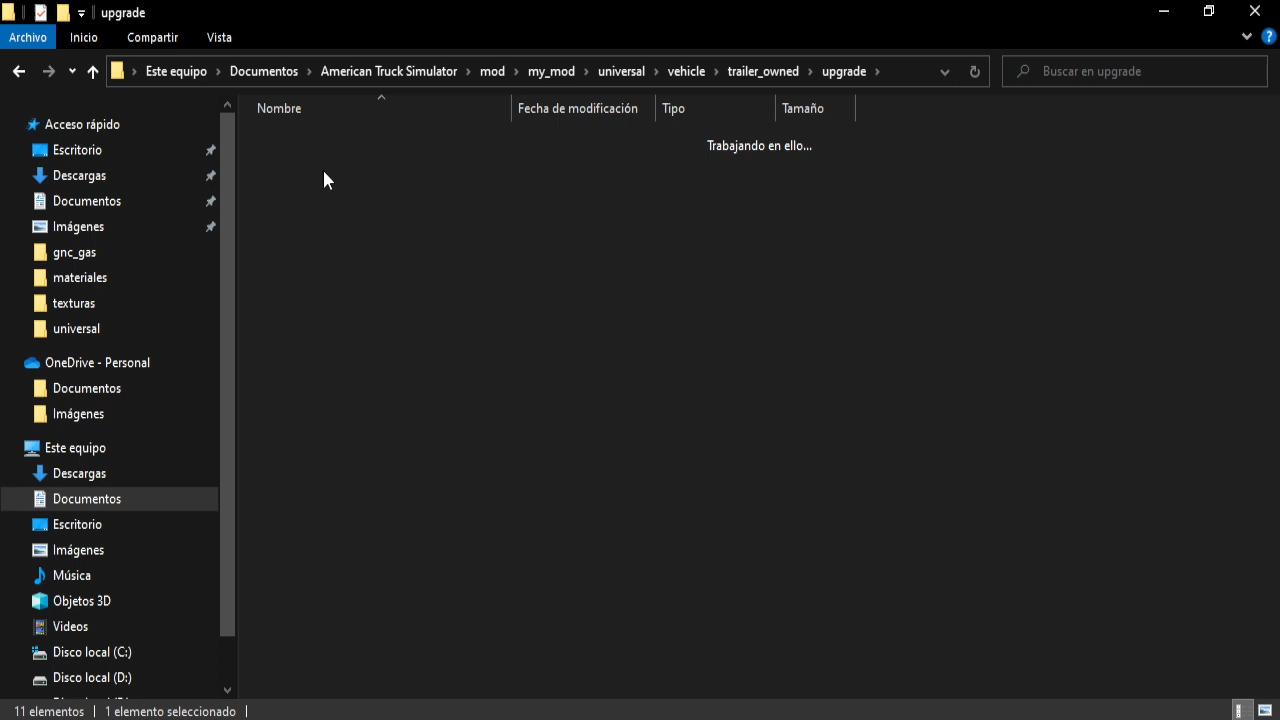 upgrade
Archivo Inicio Compartir Vista
Este equipo › Documentos › American Truck Simulator › mod › my_mod › universal › vehicle › trailer_owned › upgrade ›
Buscar en upgrade
Nombre Fecha de modificación Tipo Tamaño
Trabajando en ello...
Acceso rápido
Escritorio
Descargas
Documentos
Imágenes
gnc_gas
materiales
texturas
universal
OneDrive - Personal
Documentos
Imágenes
Este equipo
Descargas
Documentos
Escritorio
Imágenes
Música
Objetos 3D
Videos
Disco local (C:)
Disco local (D:)
11 elementos 1 elemento seleccionado